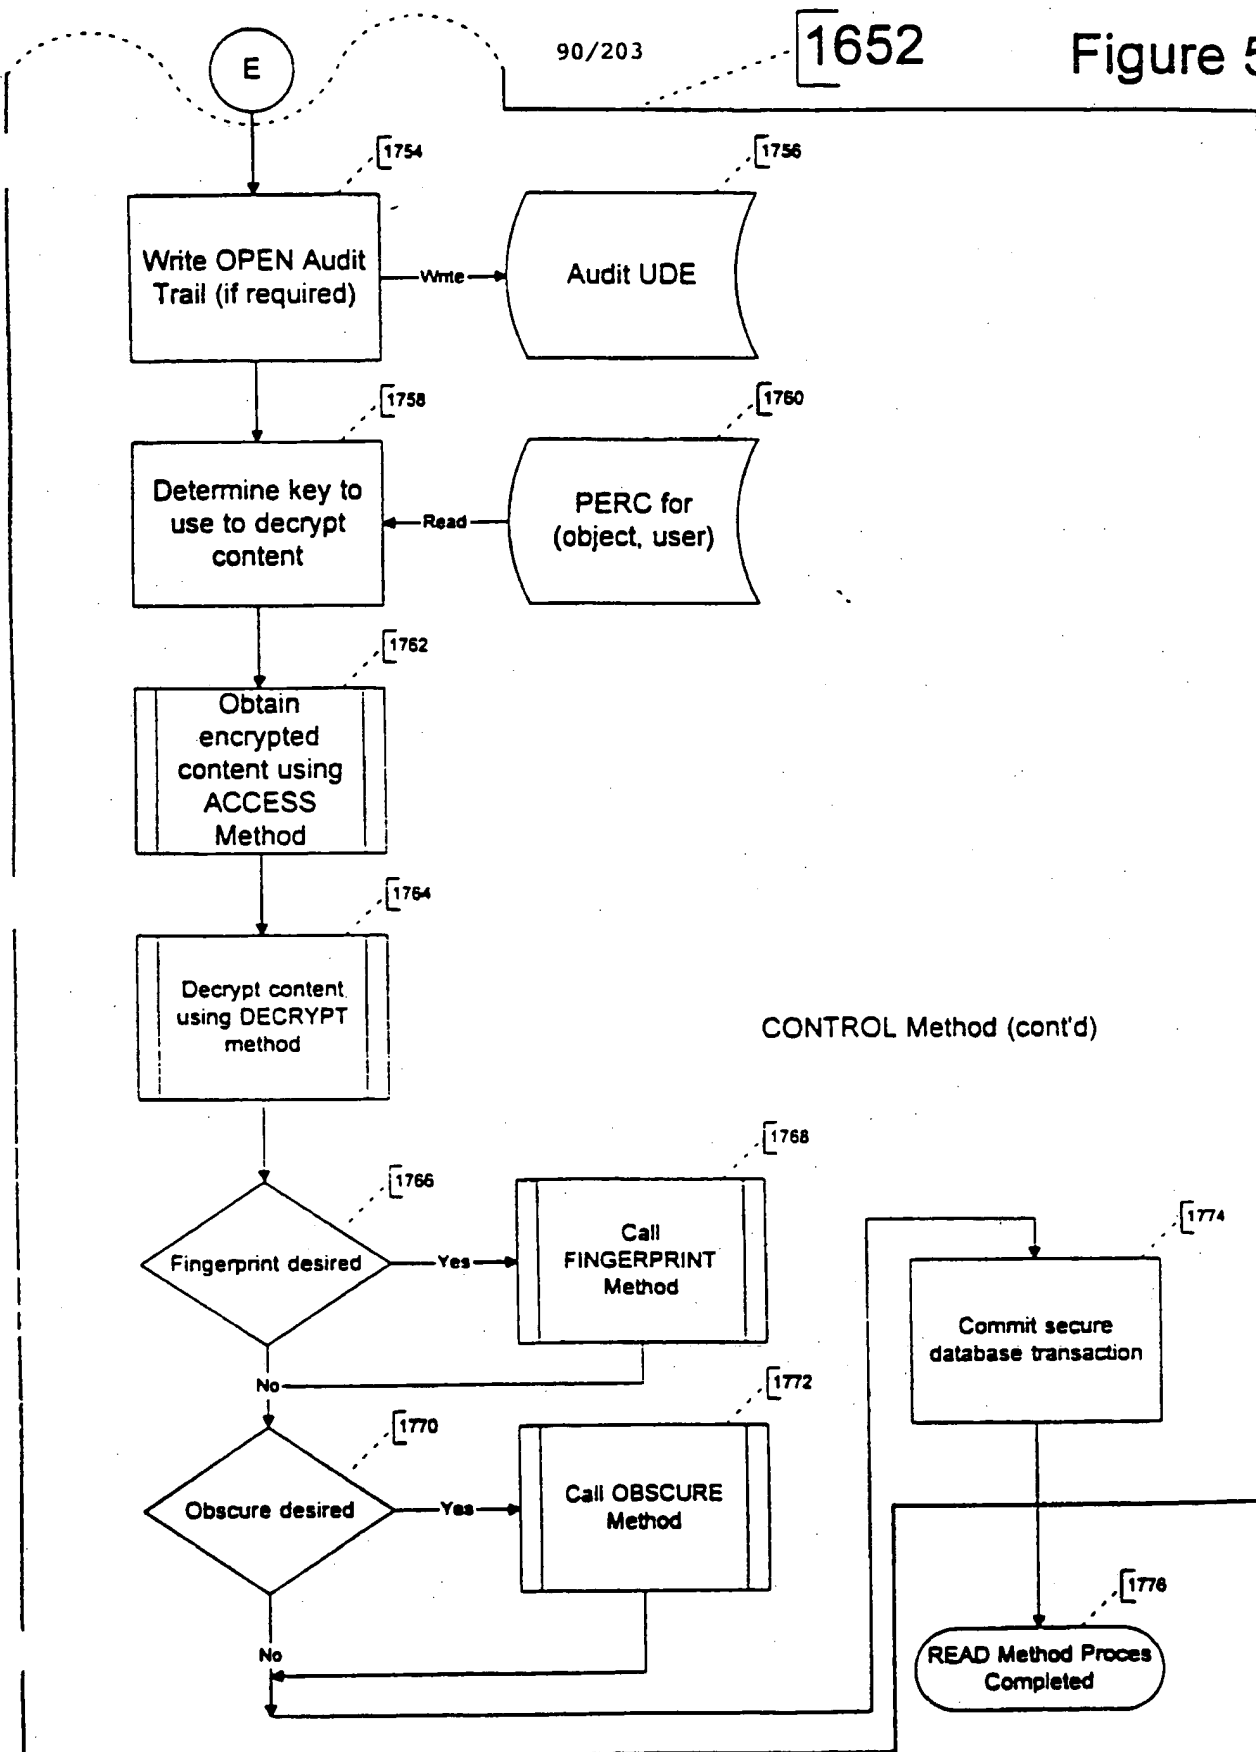 90/203
1652
Figure 5
E
1754
1756
Write OPEN Audit
Trail (if required)
Write
Audit UDE
1758
1760
Determine key to
use to decrypt
content
Read
PERC for
(object, user)
1762
Obtain
encrypted
content using
ACCESS
Method
1764
Decrypt content
using DECRYPT
method
CONTROL Method (cont'd)
1766
1768
Fingerprint desired
Yes
Call
FINGERPRINT
Method
1774
Commit secure
database transaction
No
1770
1772
Obscure desired
Yes
Call OBSCURE
Method
No
1776
READ Method Proces
Completed